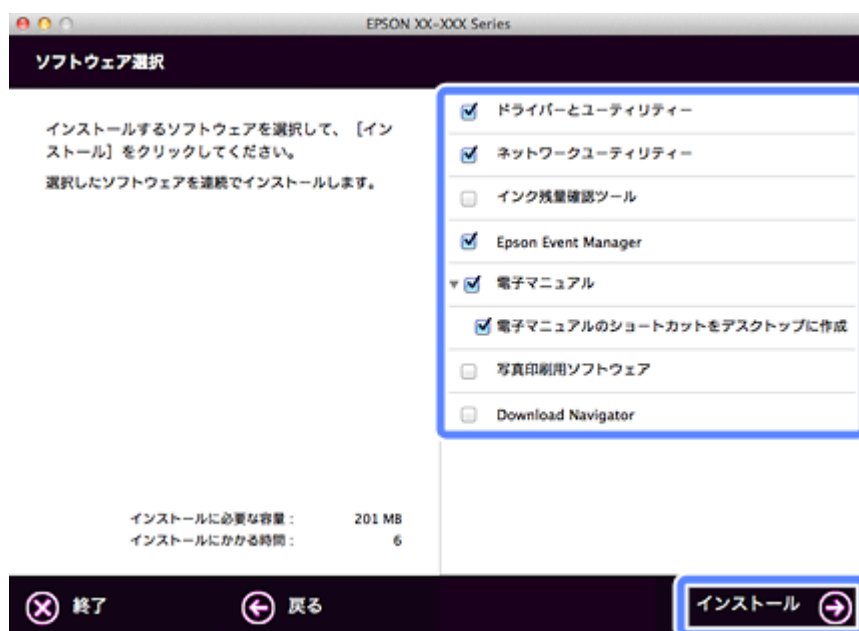 EPSON XX-XXX Series
ソフトウェア選択
インストールするソフトウェアを選択して、［イン
ストール］をクリックしてください。
選択したソフトウェアを連続でインストールします。
ドライバーとユーティリティー
ネットワークユーティリティー
インク残量確認ツール
Epson Event Manager
電子マニュアル
電子マニュアルのショートカットをデスクトップに作成
写真印刷用ソフトウェア
Download Navigator
インストールに必要な容量： 201 MB
インストールにかかる時間： 6
終了 戻る インストール